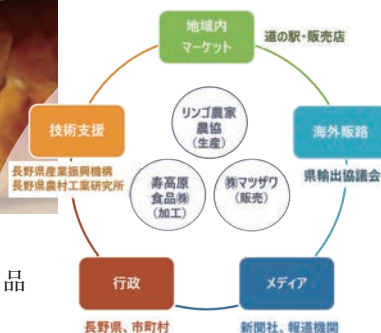 地域内
マーケット
道の駅・販売店
技術支援
長野県産業振興機構
長野県農村工業研究所
リンゴ農家
農協
(生産)
海外販路
県輸出協議会
寿高原
食品㈱
(加工)
㈱マツザワ
(販売)
品
行政
長野県、市町村
メディア
新聞社、報道機関